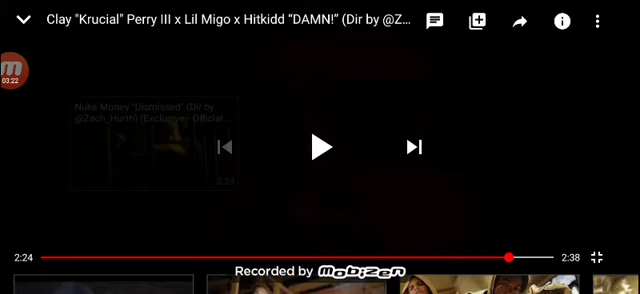 Clay "Krucial" Perry III x Lil Migo x Hitkidd “DAMN!” (Dir by @Z...
03:22
Nuke Money "Dismissed" (Dir by
@Zach_Hurth) (Exclusive - Official...
3:24
2:24
2:38
Recorded by Mobizen